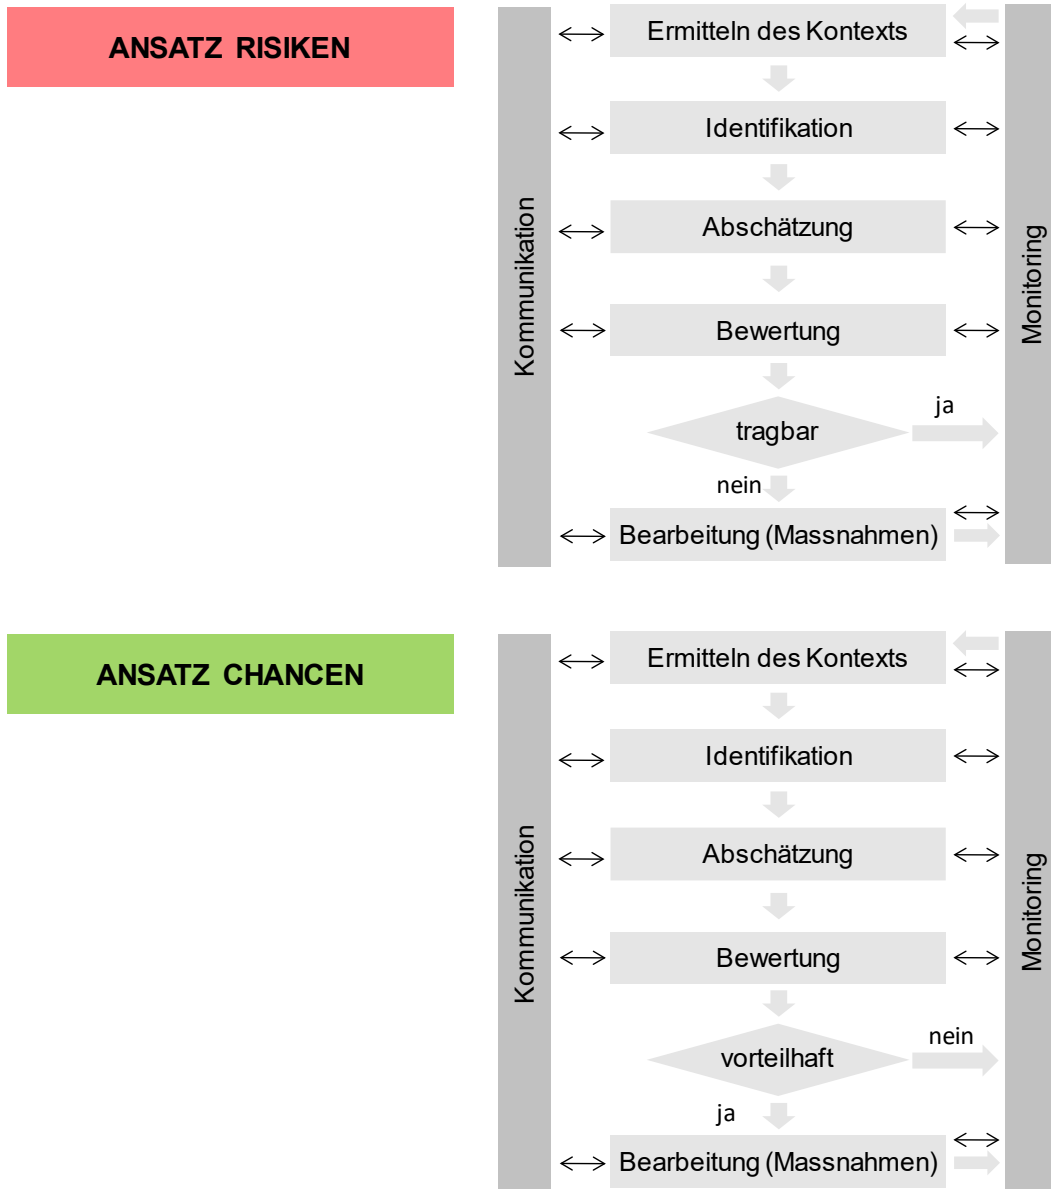 ANSATZ RISIKEN
Kommunikation
Ermitteln des Kontexts
Identifikation
Abschätzung
Bewertung
tragbar
ja
nein
Bearbeitung (Massnahmen)
Monitoring
ANSATZ CHANCEN
Kommunikation
Ermitteln des Kontexts
Identifikation
Abschätzung
Bewertung
vorteilhaft
nein
ja
Bearbeitung (Massnahmen)
Monitoring